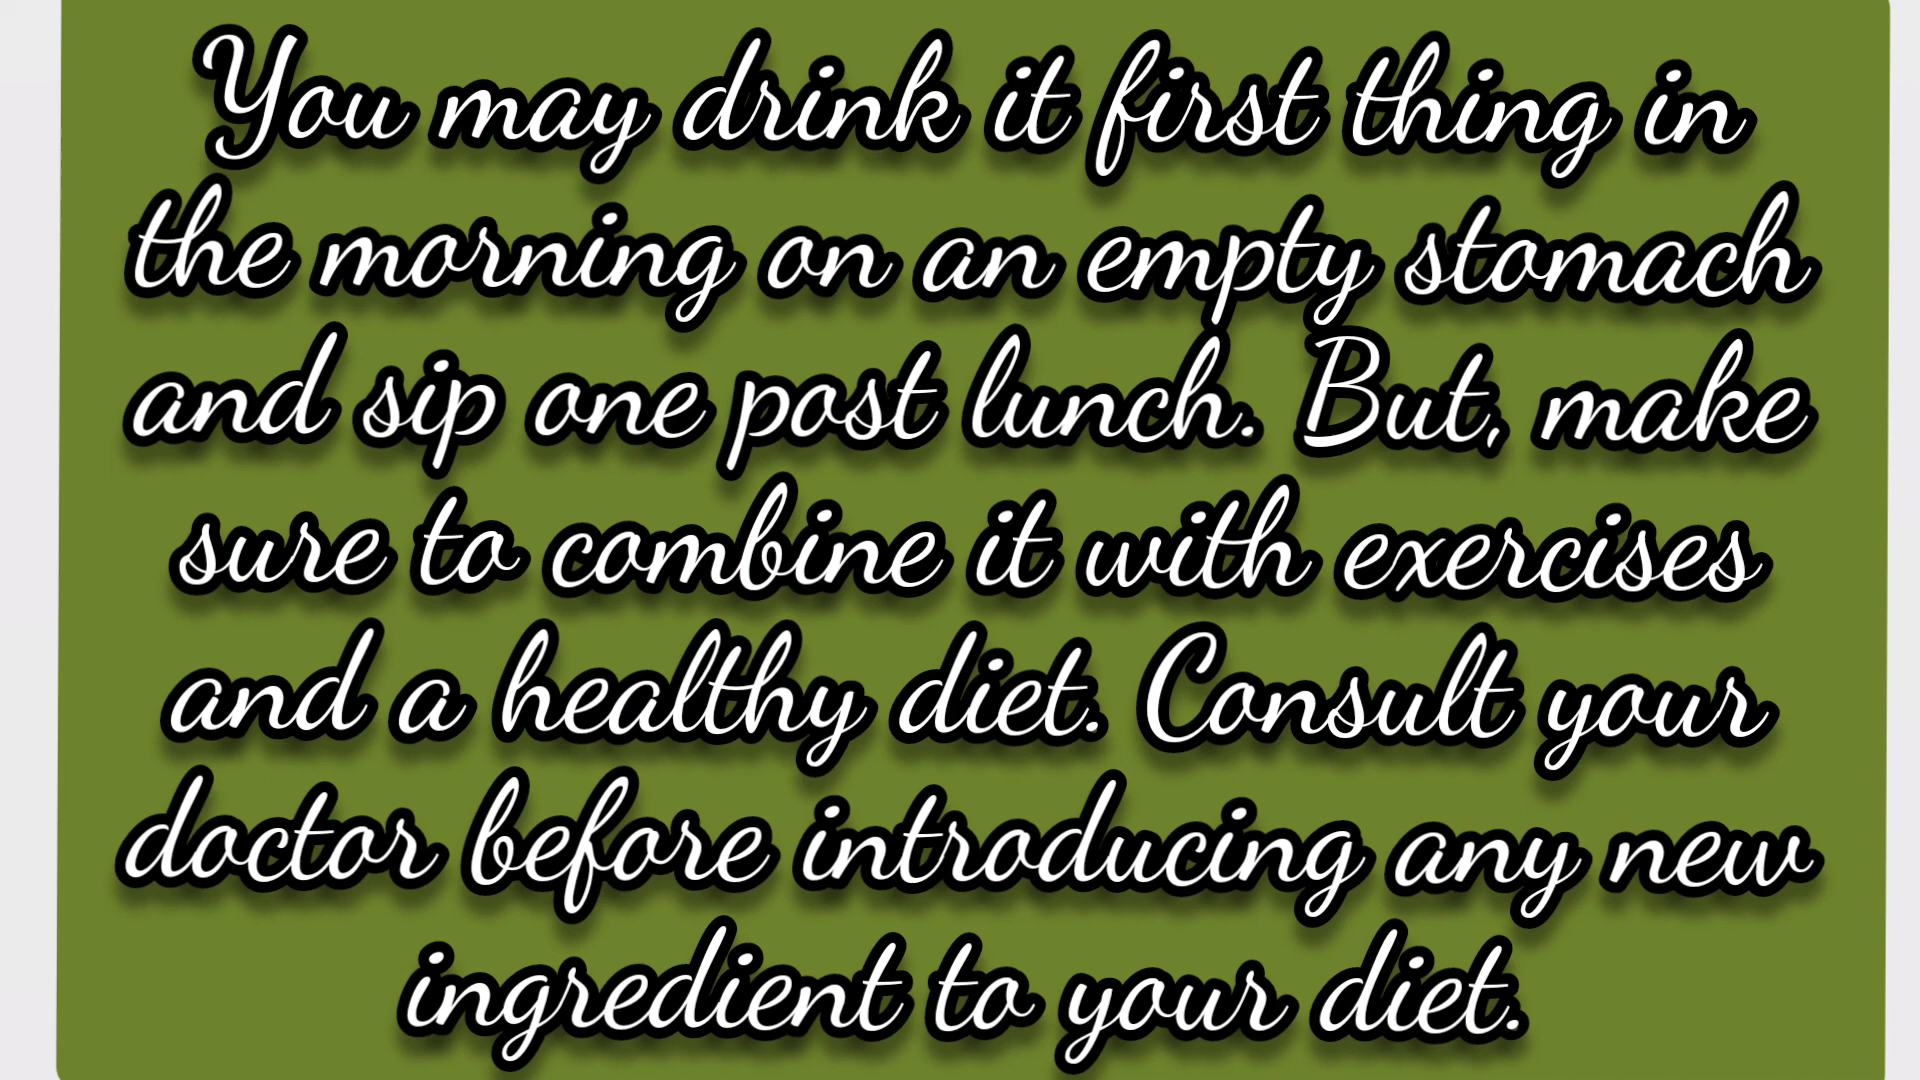 You may drink it first thing in
the morning on an empty stomach
and sip one post lunch. But, make
sure to combine it with exercises
and a healthy diet. Consult your
doctor before introducing any new
ingredient to your diet.